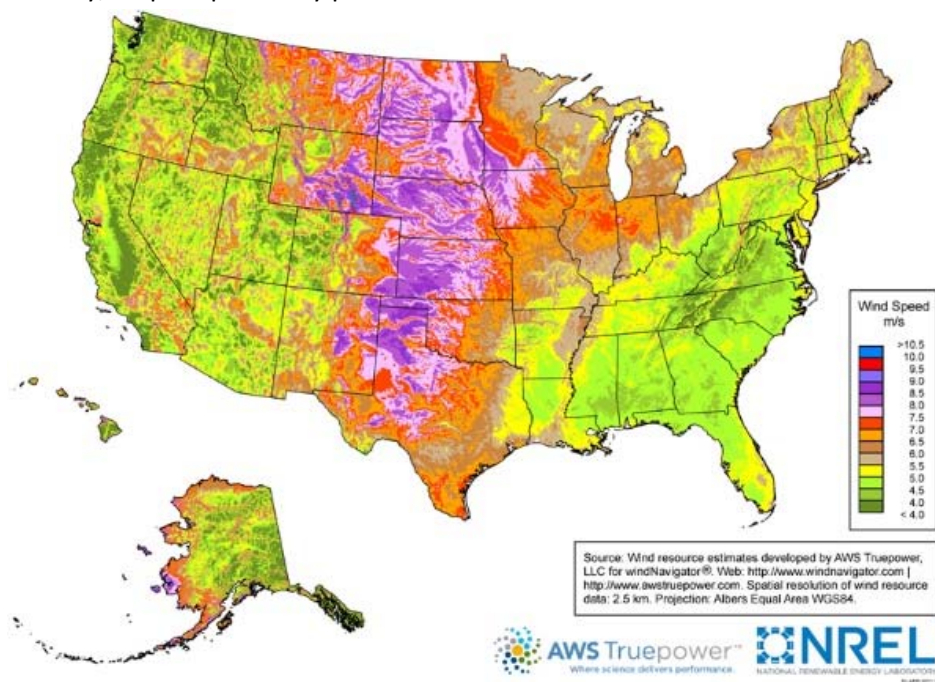 Wind Speed
m/s
>10.5
10.0
9.5
9.0
8.5
8.0
7.5
7.0
6.5
6.0
5.5
5.0
4.5
4.0
< 4.0
Source: Wind resource estimates developed by AWS Truepower,
LLC for windNavigator®. Web: http://www.windnavigator.com |
http://www.awstruepower.com. Spatial resolution of wind resource
data: 2.5 km. Projection: Albers Equal Area WGS84.
AWS Truepower™
Where science delivers performance.
NREL
NATIONAL RENEWABLE ENERGY LABORATORY